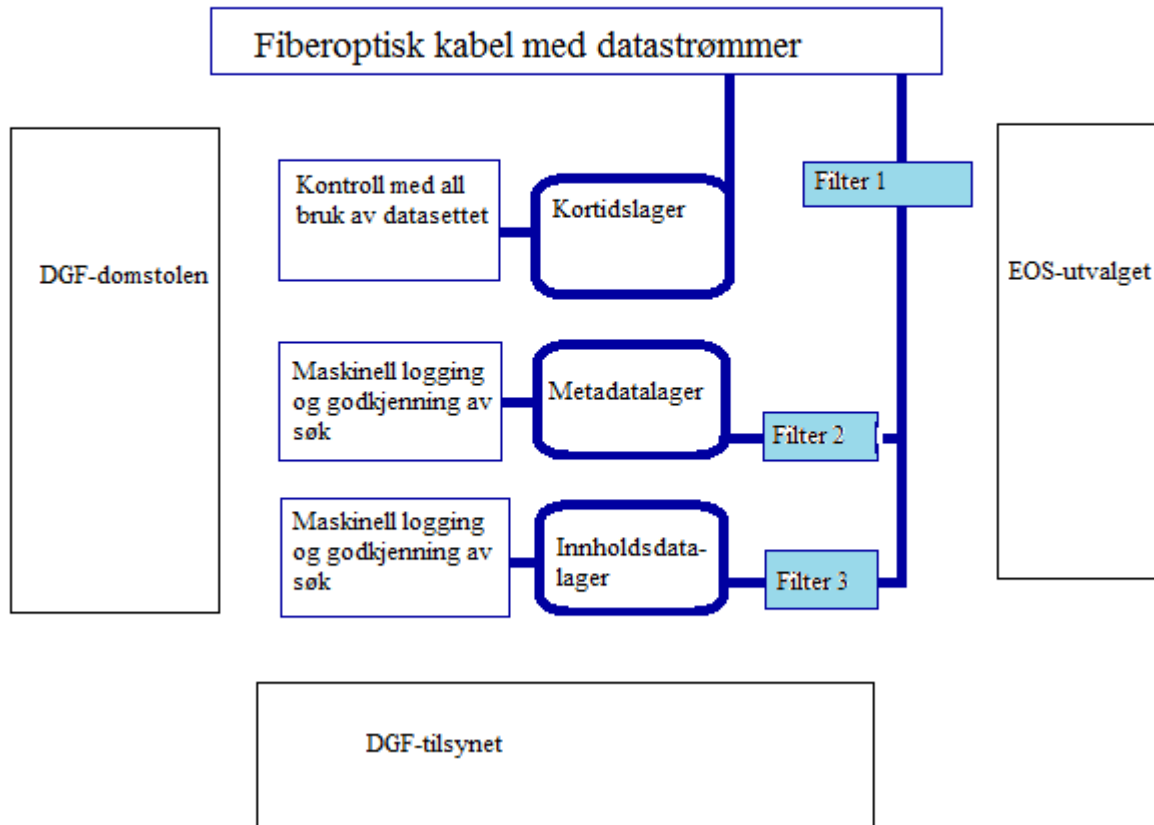 Fiberoptisk kabel med datastrømmer
Kontroll med all
bruk av datasettet
Kortidslager
Filter 1
DGF-domstolen
EOS-utvalget
Maskinell logging
og godkjenning av
søk
Metadatalager
Filter 2
Maskinell logging
og godkjenning av
søk
Innholdsdata-
lager
Filter 3
DGF-tilsynet